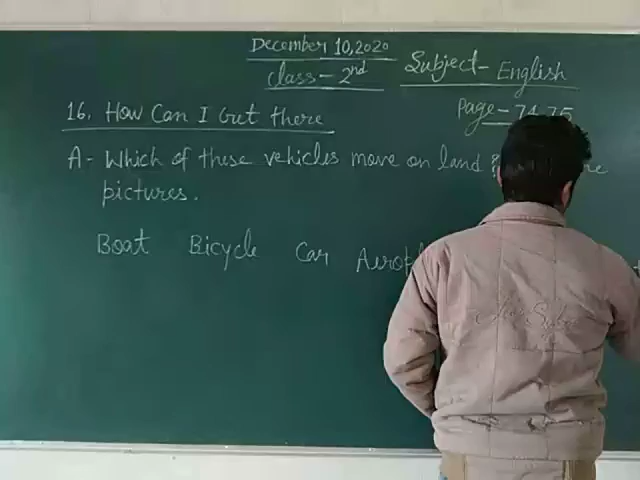 December 10, 2020
Class - 2nd
Subject - English
Page - 74-75
16. How Can I Get there
A - Which of these vehicles move on land ?
pictures.
Boat Bicycle Car